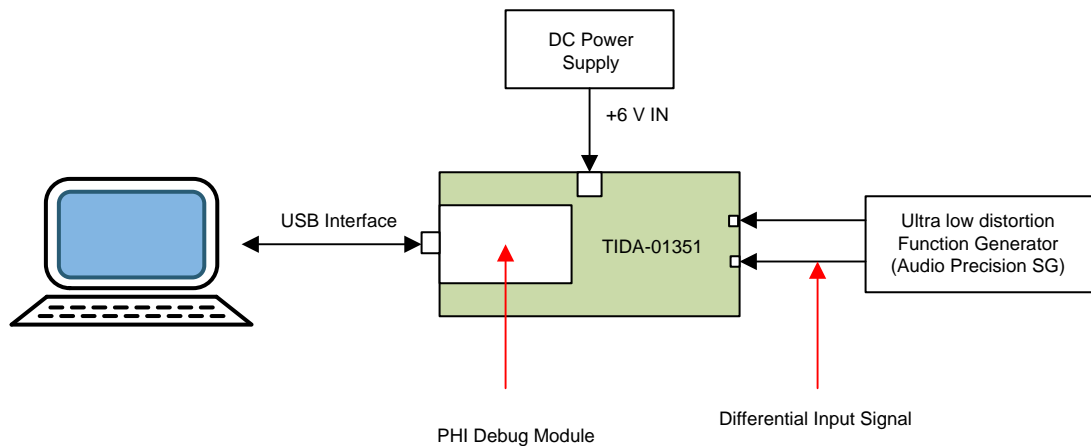 DC Power
Supply
+6 V IN
USB Interface
TIDA-01351
Ultra low distortion
Function Generator
(Audio Precision SG)
PHI Debug Module
Differential Input Signal